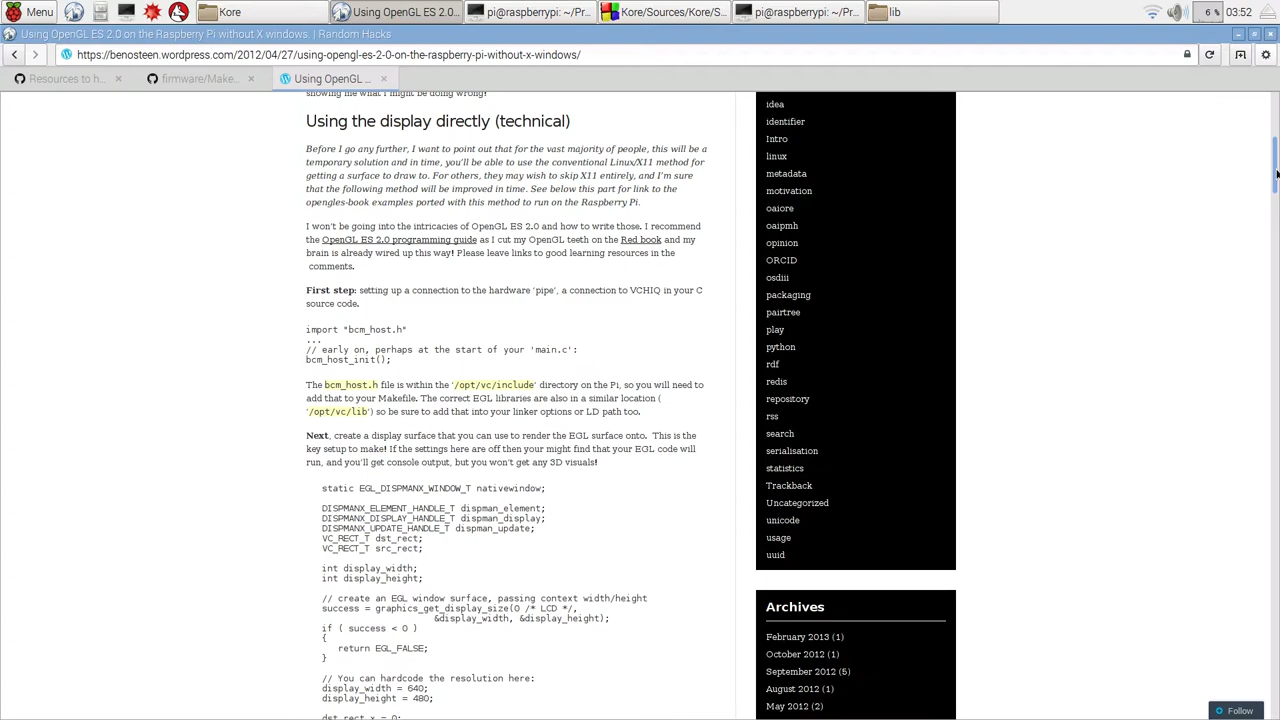 Menu
Kore
Using OpenGL ES 2.0 ...
pi@raspberrypi: ~/Pr...
Kore/Sources/Kore/S...
pi@raspberrypi: ~/Pr...
lib
6 %
03:52
Using OpenGL ES 2.0 on the Raspberry Pi without X windows. | Random Hacks
https://benosteen.wordpress.com/2012/04/27/using-opengl-es-2-0-on-the-raspberry-pi-without-x-windows/
Resources to h...
firmware/Make...
Using OpenGL ...
showing me what I might be doing wrong!
Using the display directly (technical)
Before I go any further, I want to point out that for the vast majority of people, this will be a
temporary solution and in time, you'll be able to use the conventional Linux/X11 method for
getting a surface to draw to. For others, they may wish to skip X11 entirely, and I'm sure
that the following method will be improved in time. See below this part for link to the
opengles-book examples ported with this method to run on the Raspberry Pi.
I won't be going into the intricacies of OpenGL ES 2.0 and how to write those. I recommend
the OpenGL ES 2.0 programming guide as I cut my OpenGL teeth on the Red book and my
brain is already wired up this way! Please leave links to good learning resources in the
comments.
First step: setting up a connection to the hardware 'pipe', a connection to VCHIQ in your C
source code.
import "bcm_host.h"
...
// early on, perhaps at the start of your 'main.c':
bcm_host_init();
The bcm_host.h file is within the '/opt/vc/include' directory on the Pi, so you will need to
add that to your Makefile. The correct EGL libraries are also in a similar location (
'/opt/vc/lib') so be sure to add that into your linker options or LD path too.
Next, create a display surface that you can use to render the EGL surface onto.  This is the
key setup to make! If the settings here are off then your might find that your EGL code will
run, and you'll get console output, but you won't get any 3D visuals!
static EGL_DISPMANX_WINDOW_T nativewindow;
DISPMANX_ELEMENT_HANDLE_T dispman_element;
DISPMANX_DISPLAY_HANDLE_T dispman_display;
DISPMANX_UPDATE_HANDLE_T dispman_update;
VC_RECT_T dst_rect;
VC_RECT_T src_rect;
int display_width;
int display_height;
// create an EGL window surface, passing context width/height
success = graphics_get_display_size(0 /* LCD */,
&display_width, &display_height);
if ( success < 0 )
{
return EGL_FALSE;
}
// You can hardcode the resolution here:
display_width = 640;
display_height = 480;
dst_rect.x = 0;
idea
identifier
Intro
linux
metadata
motivation
oaiore
oaipmh
opinion
ORCID
osdiii
packaging
pairtree
play
python
rdf
redis
repository
rss
search
serialisation
statistics
Trackback
Uncategorized
unicode
usage
uuid
Archives
February 2013 (1)
October 2012 (1)
September 2012 (5)
August 2012 (1)
May 2012 (2)
Follow